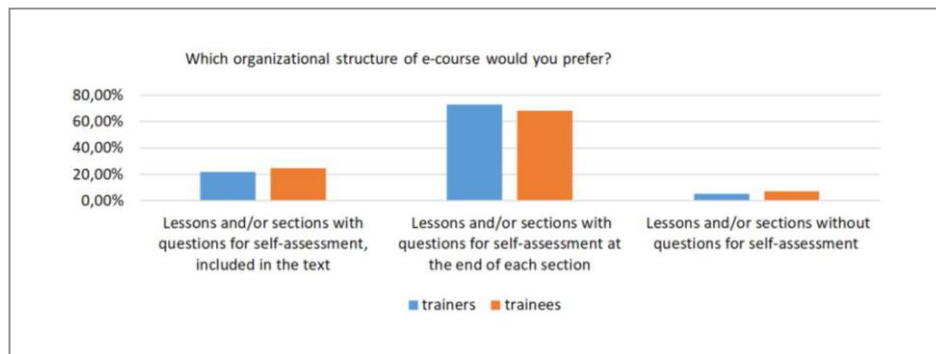 Which organizational structure of e-course would you prefer?
80,00%
60,00%
40,00%
20,00%
0,00%
Lessons and/or sections with
questions for self-assessment,
included in the text
Lessons and/or sections with
questions for self-assessment at
the end of each section
Lessons and/or sections without
questions for self-assessment
trainers
trainees